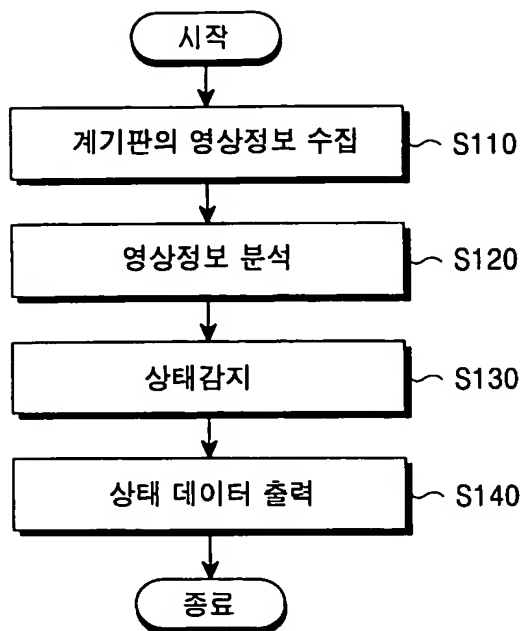 시작
계기판의 영상정보 수집 S110
영상정보 분석 S120
상태감지 S130
상태 데이터 출력 S140
종료